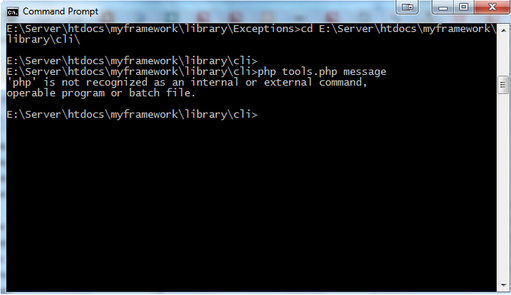 Command Prompt
E:\Server\htdocs\myframework\library\Exceptions>cd E:\Server\htdocs\myframework\
library\cli\
E:\Server\htdocs\myframework\library\cli>
E:\Server\htdocs\myframework\library\cli>php tools.php message
'php' is not recognized as an internal or external command,
operable program or batch file.
E:\Server\htdocs\myframework\library\cli>